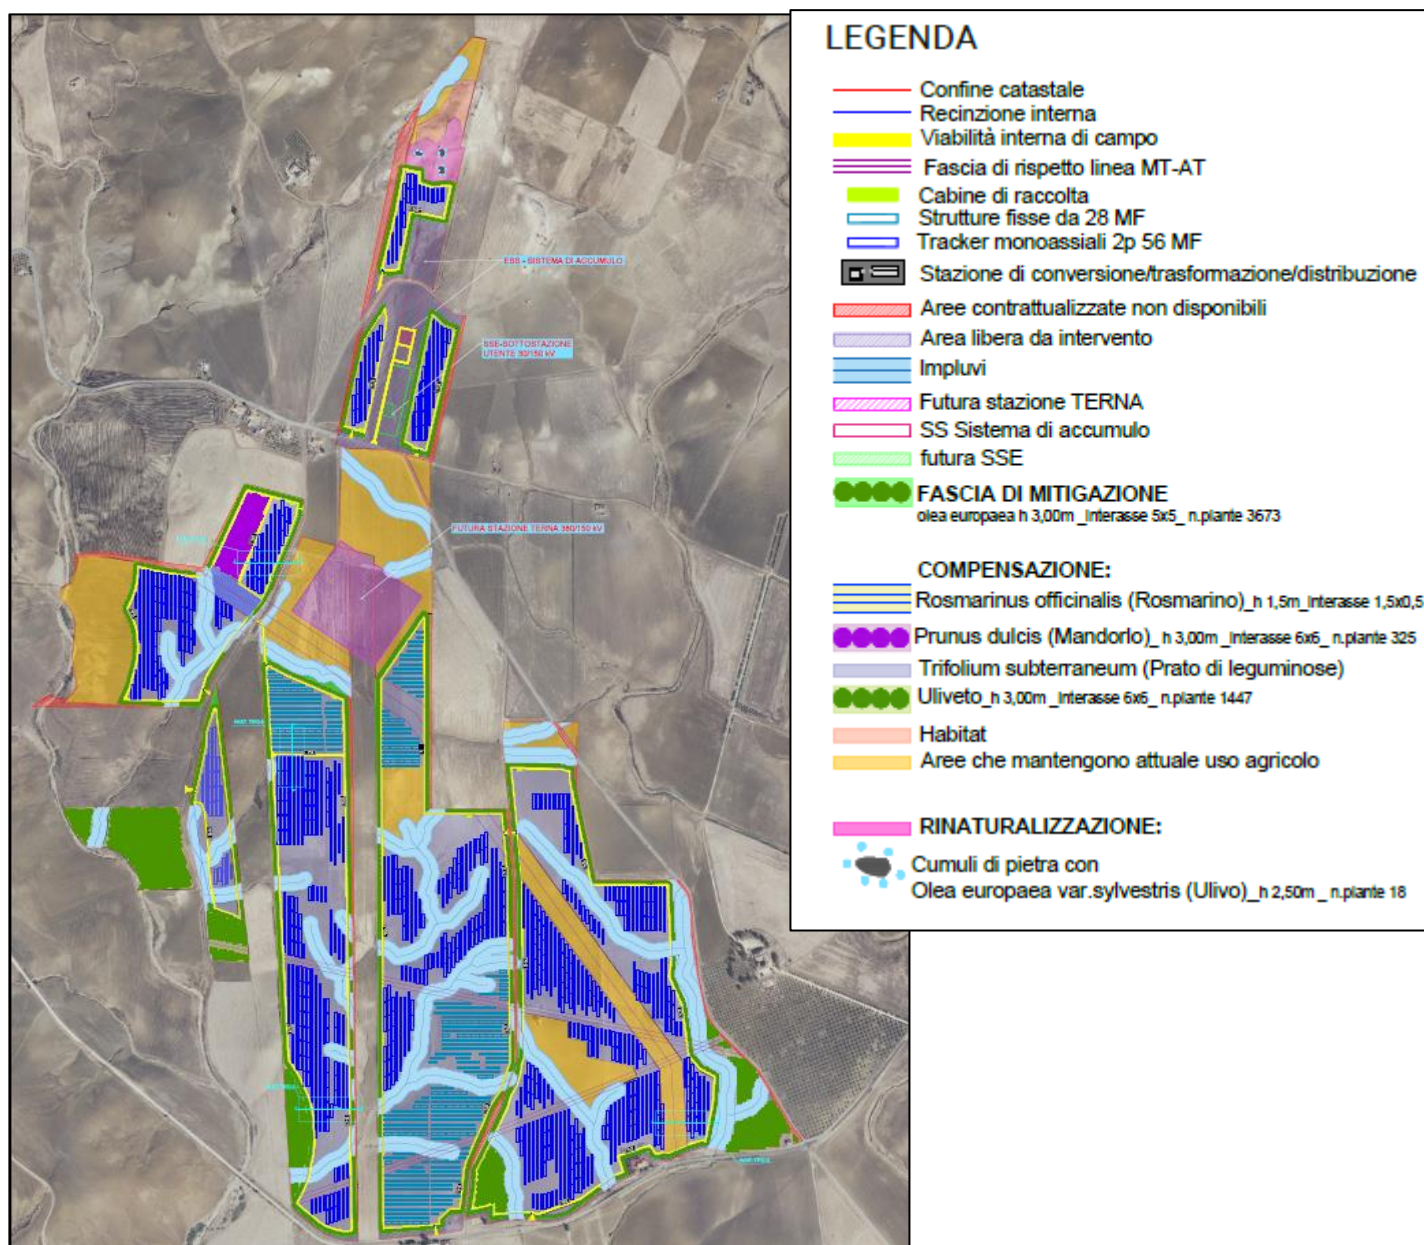 LEGENDA
Confine catastale
Recinzione interna
Viabilità interna di campo
Fascia di rispetto linea MT-AT
Cabine di raccolta
Strutture fisse da 28 MF
Tracker monoassiali 2p 56 MF
Stazione di conversione/trasformazione/distribuzione
Aree contrattualizzate non disponibili
Area libera da intervento
Impluvi
Futura stazione TERNA
SS Sistema di accumulo
futura SSE
FASCIA DI MITIGAZIONE
olea europaea h 3,00m _Interasse 5x5_ n.piante 3673
COMPENSAZIONE:
Rosmarinus officinalis (Rosmarino)_h 1,5m_Interasse 1,5x0,5
Prunus dulcis (Mandorlo)_ h 3,00m _Interasse 6x6_ n.piante 325
Trifolium subterraneum (Prato di leguminose)
Uliveto_h 3,00m _Interasse 6x6_ n.piante 1447
Habitat
Aree che mantengono attuale uso agricolo
RINATURALIZZAZIONE:
Cumuli di pietra con
Olea europaea var.sylvestris (Ulivo)_h 2,50m _ n.piante 18
ESS - SISTEMA DI ACCUMULO
SSE-SOTTOSTAZIONE
UTENTE 30/150 kV
FUTURA STAZIONE TERNA 380/150 kV